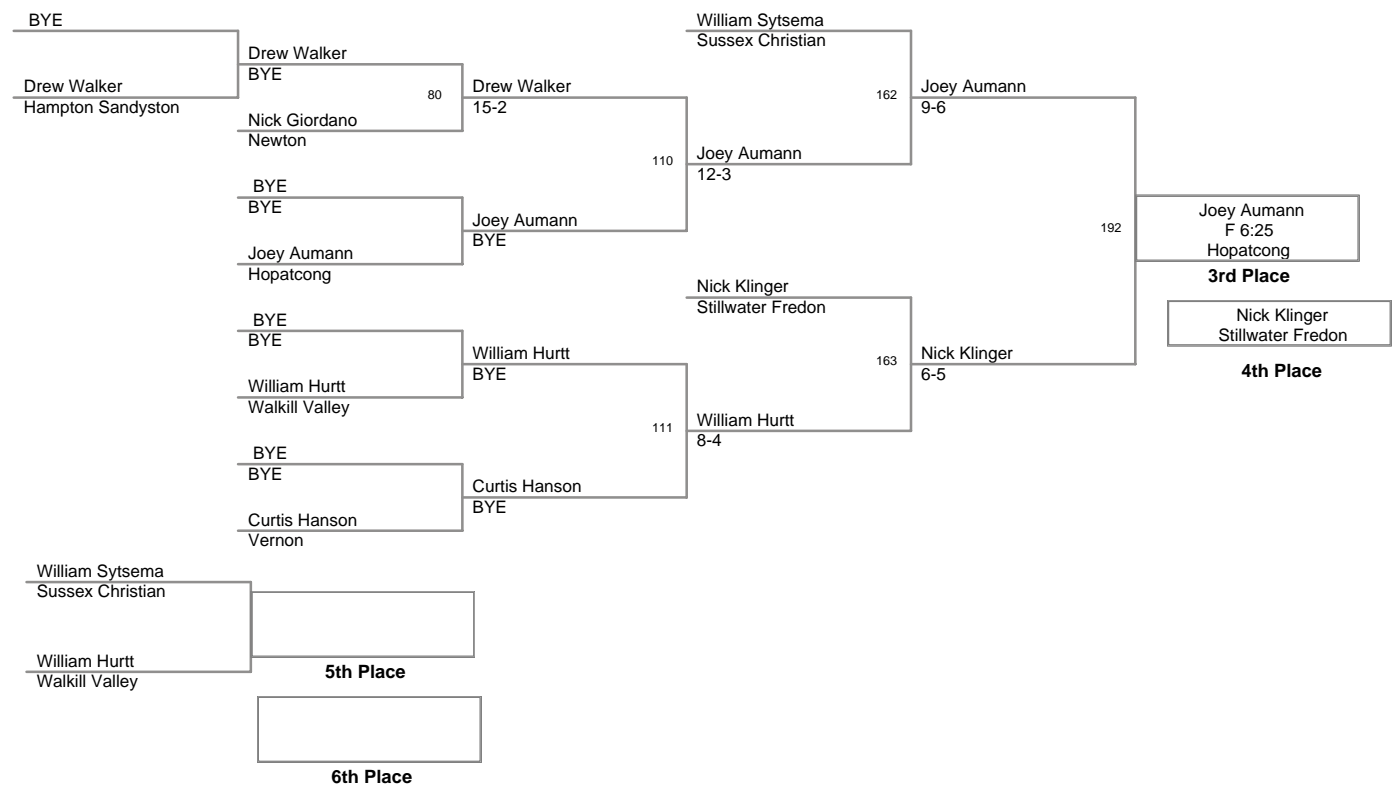 BYE
Drew Walker
Hampton Sandyston
Drew Walker
BYE
Nick Giordano
Newton
80
Drew Walker
15-2
BYE
BYE
Joey Aumann
Hopatcong
Joey Aumann
BYE
110
Joey Aumann
12-3
William Sytsema
Sussex Christian
162
Joey Aumann
9-6
BYE
BYE
William Hurtt
Walkill Valley
William Hurtt
BYE
BYE
BYE
Curtis Hanson
Vernon
Curtis Hanson
BYE
111
William Hurtt
8-4
Nick Klinger
Stillwater Fredon
163
Nick Klinger
6-5
192
Joey Aumann
F 6:25
Hopatcong
3rd Place
Nick Klinger
Stillwater Fredon
4th Place
William Sytsema
Sussex Christian
William Hurtt
Walkill Valley
5th Place
6th Place